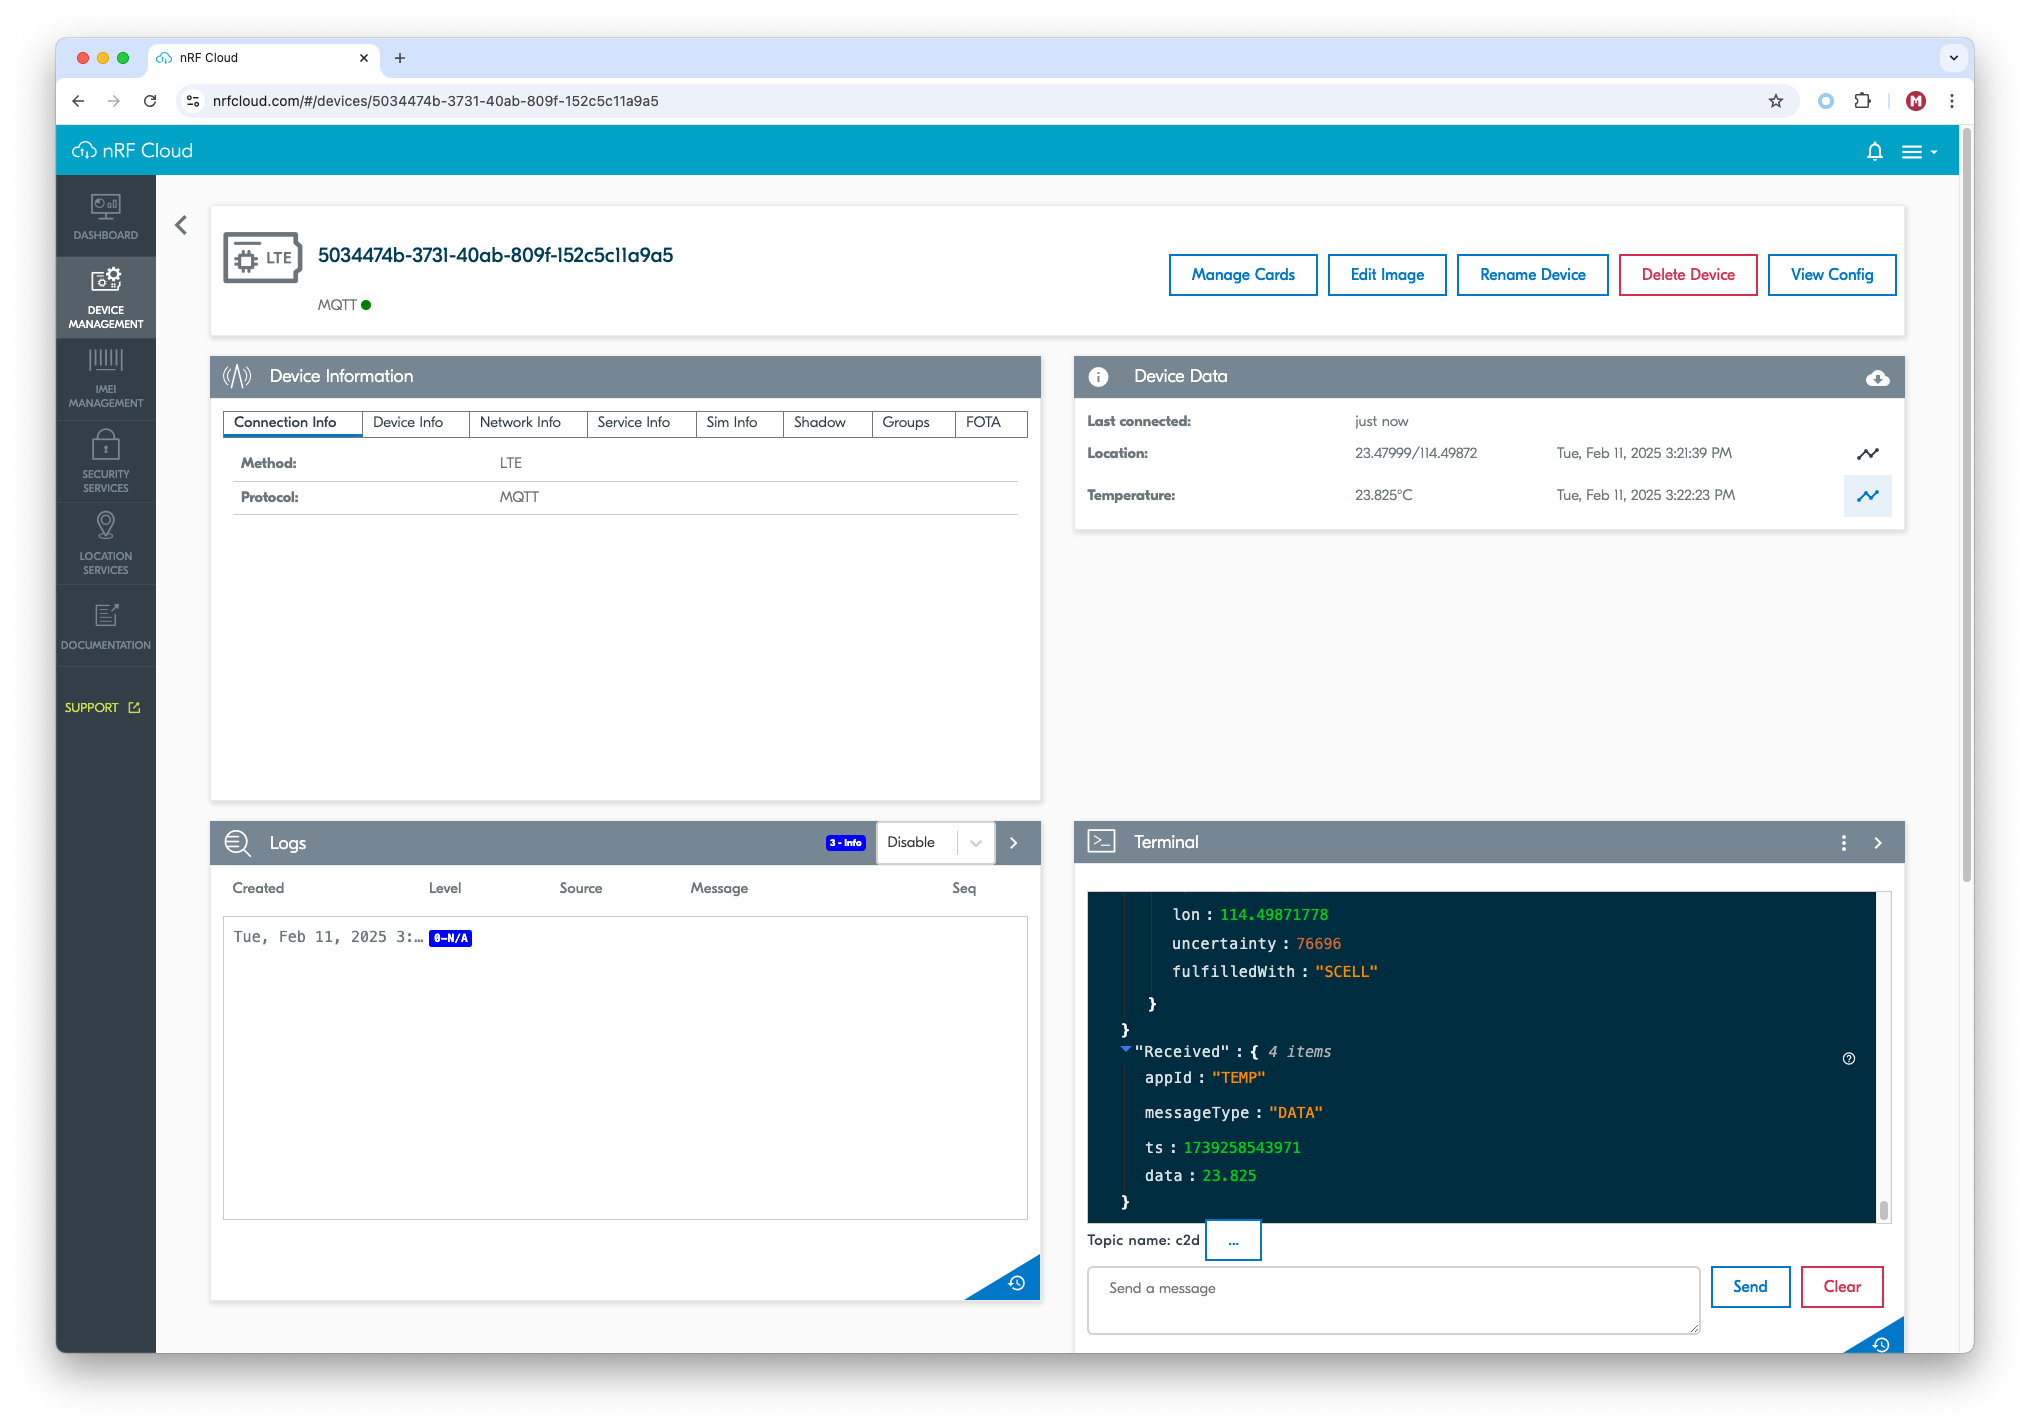 nRF Cloud
nrfcloud.com/#/devices/5034474b-3731-40ab-809f-152c5c11a9a5
M
nRF Cloud
DASHBOARD
DEVICE
MANAGEMENT
IMEI
MANAGEMENT
SECURITY
SERVICES
LOCATION
SERVICES
DOCUMENTATION
SUPPORT
LTE
5034474b-3731-40ab-809f-152c5c11a9a5
MQTT
Manage Cards
Edit Image
Rename Device
Delete Device
View Config
Device Information
Connection Info Device Info Network Info Service Info Sim Info Shadow Groups FOTA
Method: LTE
Protocol: MQTT
Device Data
Last connected: just now
Location: 23.47999/114.49872 Tue, Feb 11, 2025 3:21:39 PM
Temperature: 23.825°C Tue, Feb 11, 2025 3:22:23 PM
Logs 3 - Info Disable
Created Level Source Message Seq
Tue, Feb 11, 2025 3:… 0-N/A
Terminal
lon : 114.49871778
uncertainty : 76696
fulfilledWith : "SCELL"
}
}
"Received" : { 4 items
appId : "TEMP"
messageType : "DATA"
ts : 1739258543971
data : 23.825
}
Topic name: c2d ...
Send a message
Send
Clear